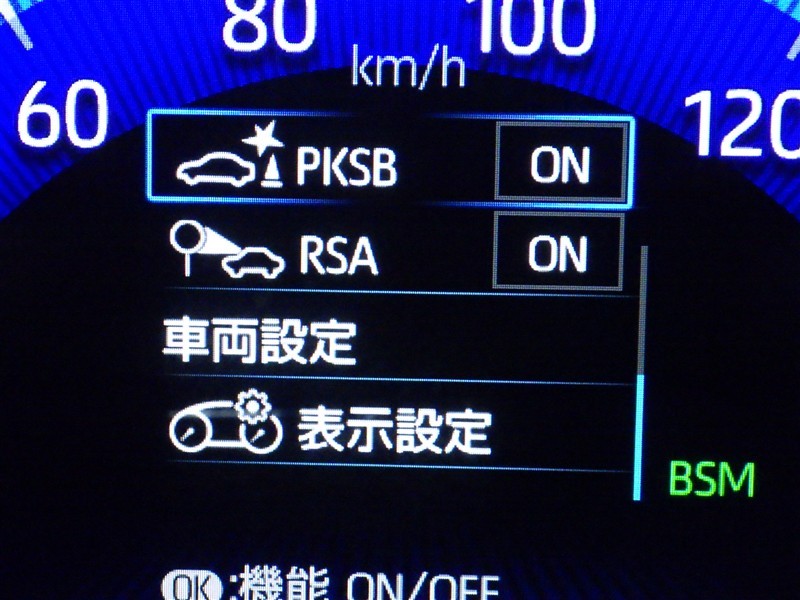 80 100
km/h
60 120
PKSB ON
RSA ON
車両設定
表示設定
BSM
OK:機能 ON/OFF